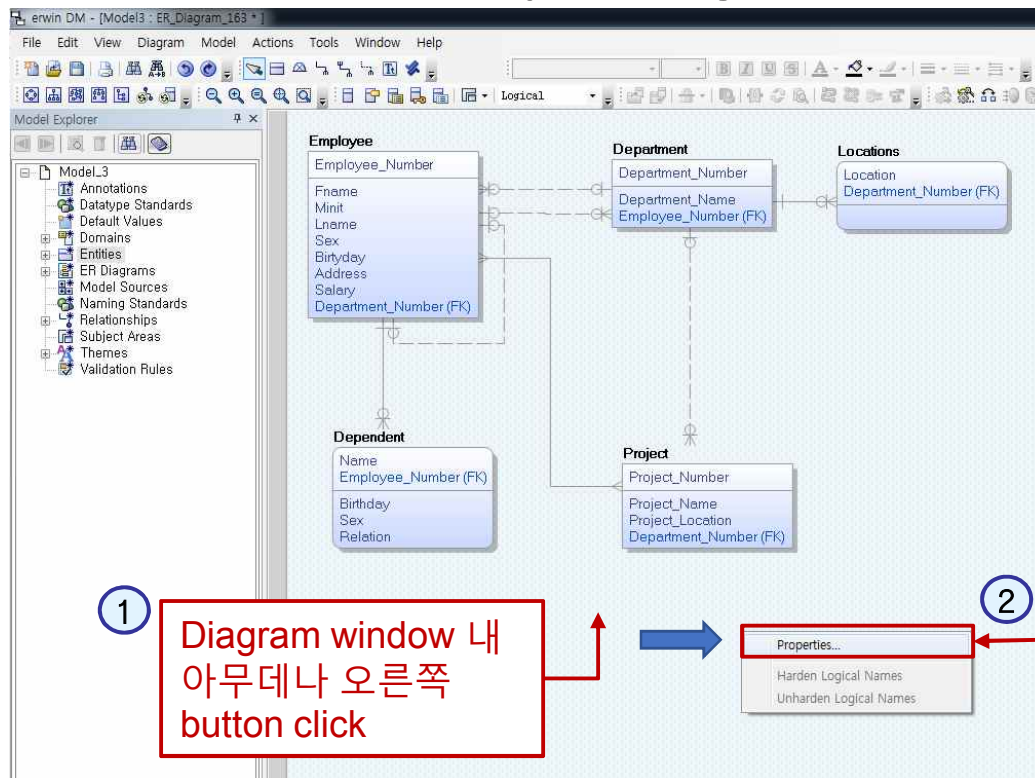 erwin DM - [Model3 : ER_Diagram_163 * ]
File Edit View Diagram Model Actions Tools Window Help
B I U S A
Logical
Model Explorer
Model_3
Annotations
Datatype Standards
Default Values
Domains
Entities
ER Diagrams
Model Sources
Naming Standards
Relationships
Subject Areas
Themes
Validation Rules
Employee
Employee_Number
Fname
Minit
Lname
Sex
Birtyday
Address
Salary
Department_Number (FK)
Department
Department_Number
Department_Name
Employee_Number (FK)
Locations
Location
Department_Number (FK)
Dependent
Name
Employee_Number (FK)
Birthday
Sex
Relation
Project
Project_Number
Project_Name
Project_Location
Department_Number (FK)
1
Diagram window 내
아무데나 오른쪽
button click
2
Properties...
Harden Logical Names
Unharden Logical Names